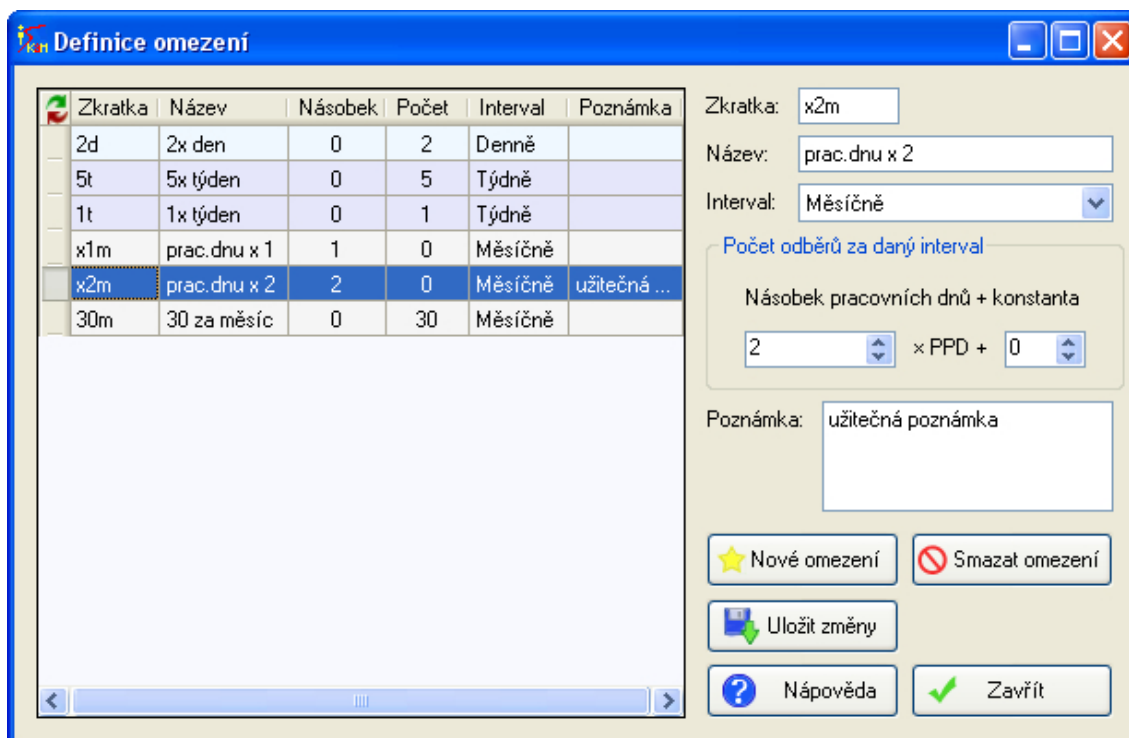 Definice omezení
Zkratka Název Násobek Počet Interval Poznámka
2d 2x den 0 2 Denně
5t 5x týden 0 5 Týdně
1t 1x týden 0 1 Týdně
x1m prac.dnu x 1 1 0 Měsíčně
x2m prac.dnu x 2 2 0 Měsíčně užitečná ...
30m 30 za měsíc 0 30 Měsíčně
Zkratka: x2m
Název: prac.dnu x 2
Interval: Měsíčně
Počet odběrů za daný interval
Násobek pracovních dnů + konstanta
2 × PPD + 0
Poznámka: užitečná poznámka
Nové omezení Smazat omezení
Uložit změny
Nápověda Zavřít